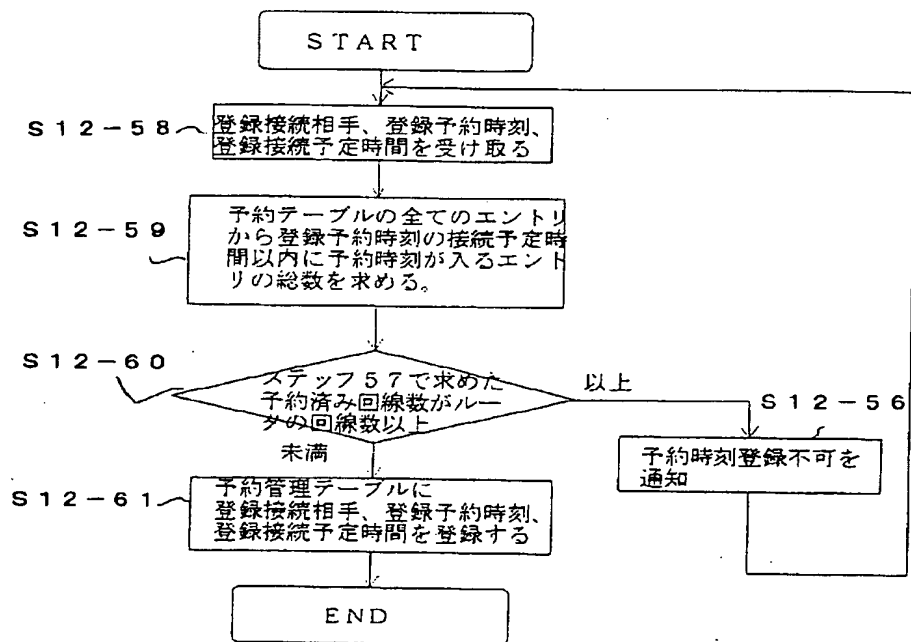 START
S12-58
登録接続相手、登録予約時刻、
登録接続予定時間を受け取る
S12-59
予約テーブルの全てのエントリ
から登録予約時刻の接続予定時
間以内に予約時刻が入るエント
リの総数を求める。
S12-60
ステップ57で求めた
予約済み回線数がルー
タの回線数以上
以上
S12-56
予約時刻登録不可を
通知
未満
S12-61
予約管理テーブルに
登録接続相手、登録予約時刻、
登録接続予定時間を登録する
END